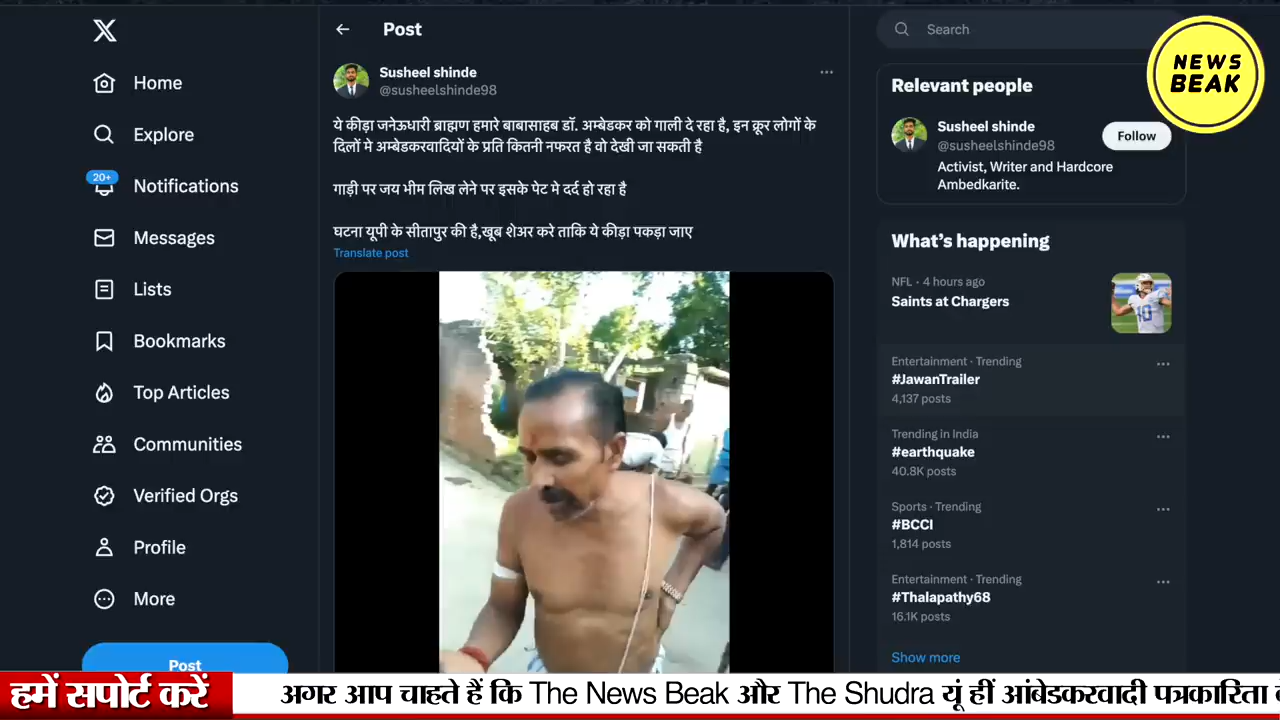 Home
Explore
20+
Notifications
Messages
Lists
Bookmarks
Top Articles
Communities
Verified Orgs
Profile
More
Post
Post
Susheel shinde
@susheelshinde98
ये कीड़ा जनेऊधारी ब्राह्मण हमारे बाबासाहब डॉ. अम्बेडकर को गाली दे रहा है, इन क्रूर लोगों के
दिलों मे अम्बेडकरवादियों के प्रति कितनी नफरत है वो देखी जा सकती है
गाड़ी पर जय भीम लिख लेने पर इसके पेट मे दर्द हो रहा है
घटना यूपी के सीतापुर की है,खूब शेअर करे ताकि ये कीड़ा पकड़ा जाए
Translate post
Search
NEWS
BEAK
Relevant people
Susheel shinde
@susheelshinde98
Follow
Activist, Writer and Hardcore
Ambedkarite.
What's happening
NFL · 4 hours ago
Saints at Chargers
Entertainment · Trending
#JawanTrailer
4,137 posts
Trending in India
#earthquake
40.8K posts
Sports · Trending
#BCCI
1,814 posts
Entertainment · Trending
#Thalapathy68
16.1K posts
Show more
हमें सपोर्ट करें
अगर आप चाहते हैं कि The News Beak और The Shudra यूं हीं आंबेडकरवादी पत्रकारिता